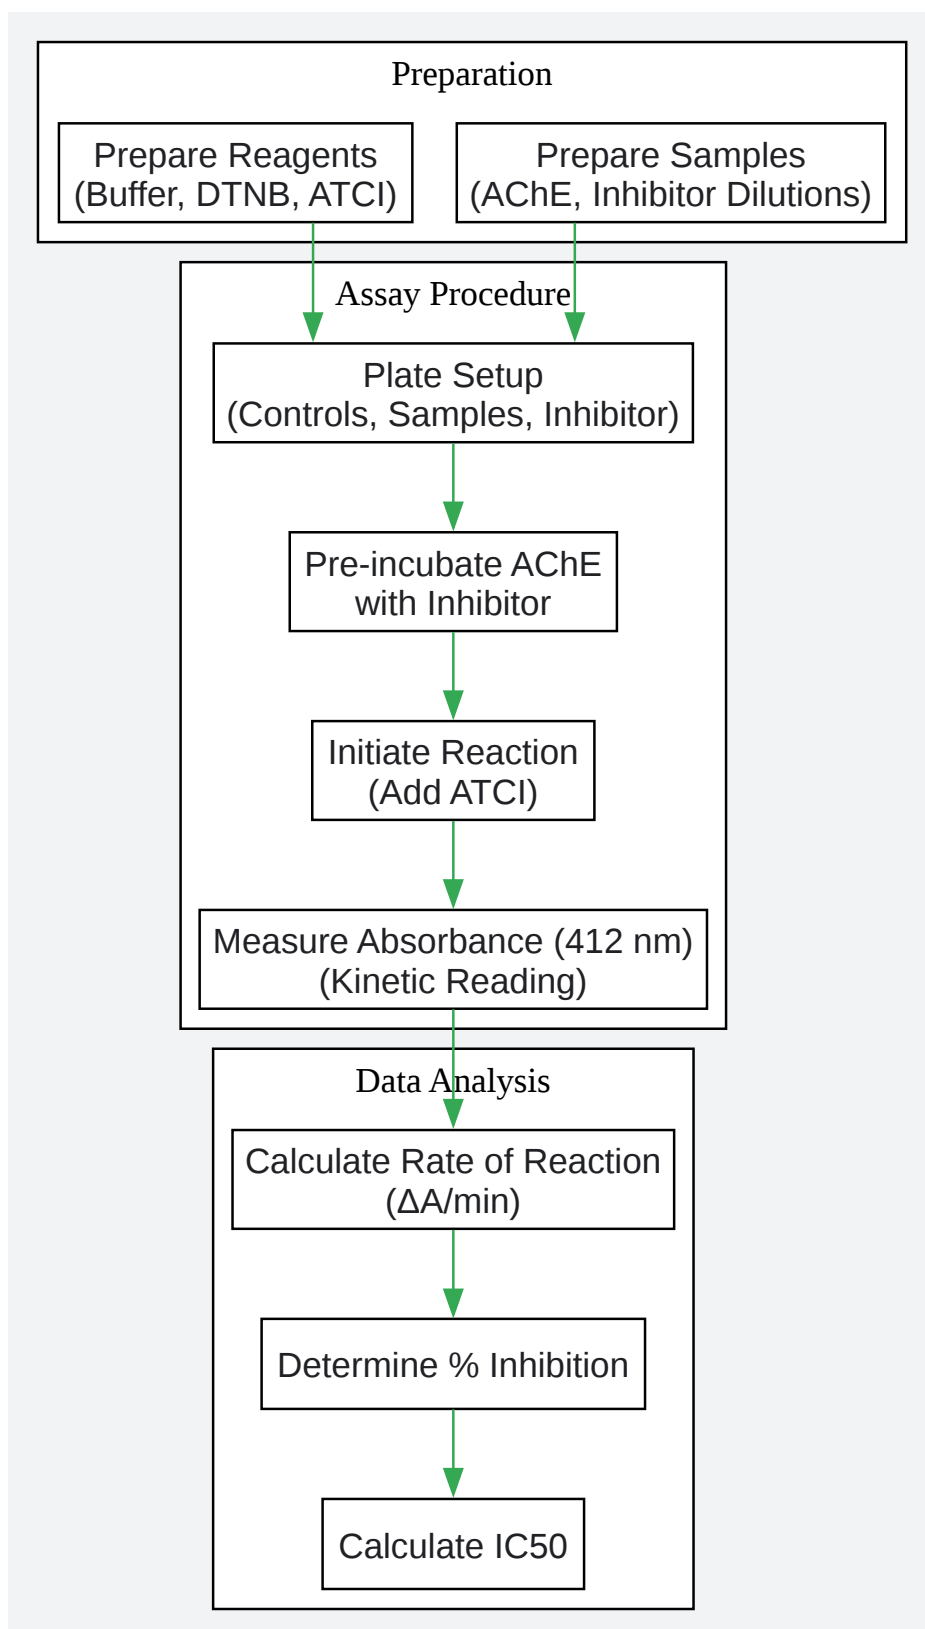 Preparation
Prepare Reagents
(Buffer, DTNB, ATCI)
Prepare Samples
(AChE, Inhibitor Dilutions)
Assay Procedure
Plate Setup
(Controls, Samples, Inhibitor)
Pre-incubate AChE
with Inhibitor
Initiate Reaction
(Add ATCI)
Measure Absorbance (412 nm)
(Kinetic Reading)
Data Analysis
Calculate Rate of Reaction
(ΔA/min)
Determine % Inhibition
Calculate IC50